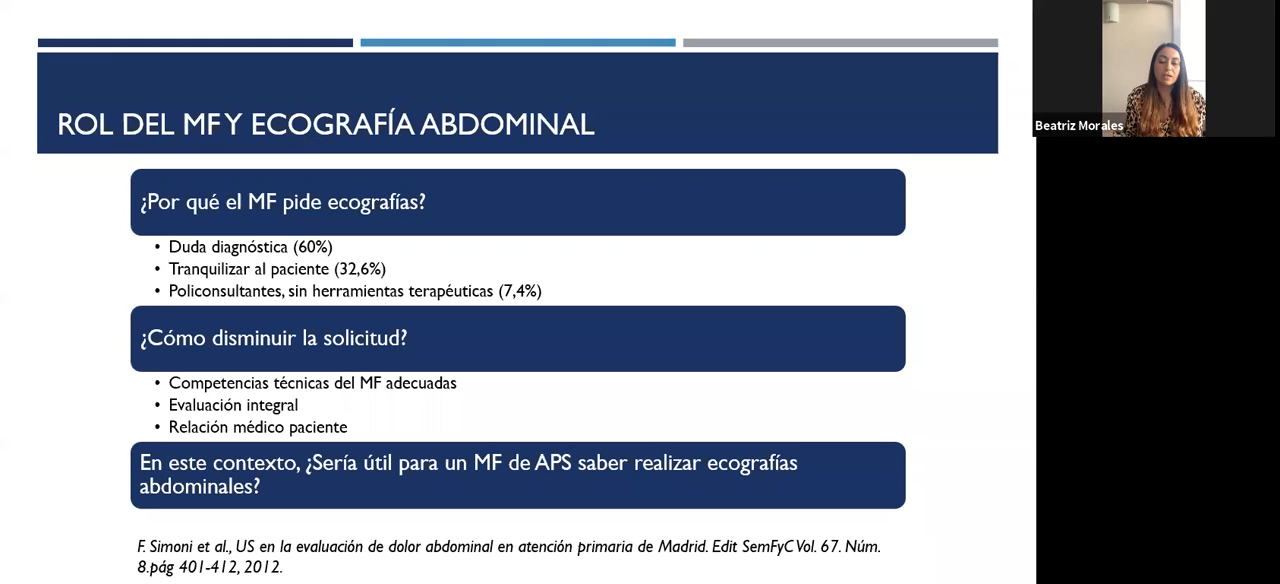 ROL DEL MF Y ECOGRAFÍA ABDOMINAL
¿Por qué el MF pide ecografías?
• Duda diagnóstica (60%)
• Tranquilizar al paciente (32,6%)
• Policonsultantes, sin herramientas terapéuticas (7,4%)
¿Cómo disminuir la solicitud?
• Competencias técnicas del MF adecuadas
• Evaluación integral
• Relación médico paciente
En este contexto, ¿Sería útil para un MF de APS saber realizar ecografías
abdominales?
F. Simoni et al., US en la evaluación de dolor abdominal en atención primaria de Madrid. Edit SemFyC Vol. 67. Núm.
8.pág 401-412, 2012.
Beatriz Morales